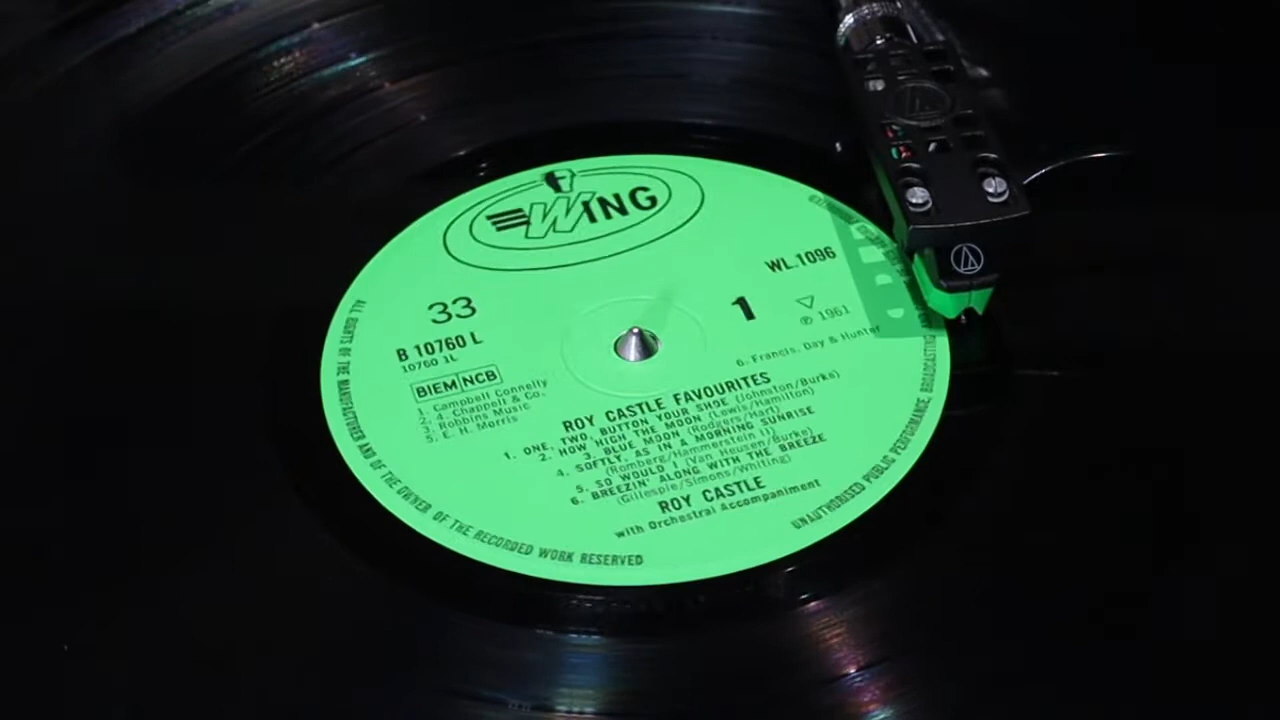 WING
WL.1096
33
1
℗ 1961
B 10760 L
10760 1L
BIEM NCB
6. Francis, Day & Hunter
1. Campbell Connelly
2. 4. Chappell & Co.
3. Robbins Music
5. E. H. Morris
ROY CASTLE FAVOURITES
1. ONE, TWO, BUTTON YOUR SHOE (Johnston/Burke)
2. HOW HIGH THE MOON (Lewis/Hamilton)
3. BLUE MOON (Rodgers/Hart)
4. SOFTLY, AS IN A MORNING SUNRISE
(Romberg/Hammerstein II)
5. SO WOULD I (Van Heusen/Burke)
6. BREEZIN' ALONG WITH THE BREEZE
(Gillespie/Simons/Whiting)
ROY CASTLE
with Orchestral Accompaniment
ALL RIGHTS OF THE MANUFACTURER AND OF THE OWNER OF THE RECORDED WORK RESERVED
UNAUTHORISED PUBLIC PERFORMANCE, BROADCASTING